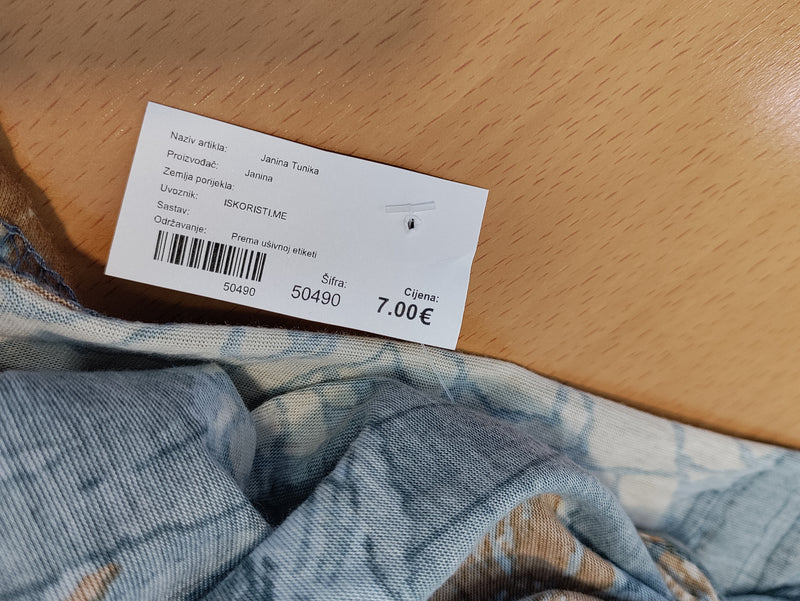 Naziv artikla: Janina Tunika
Proizvođač: Janina
Zemlja porijekla:
Uvoznik: ISKORISTI.ME
Sastav:
Održavanje: Prema ušivnoj etiketi
50490
Šifra:
50490
Cijena:
7.00€